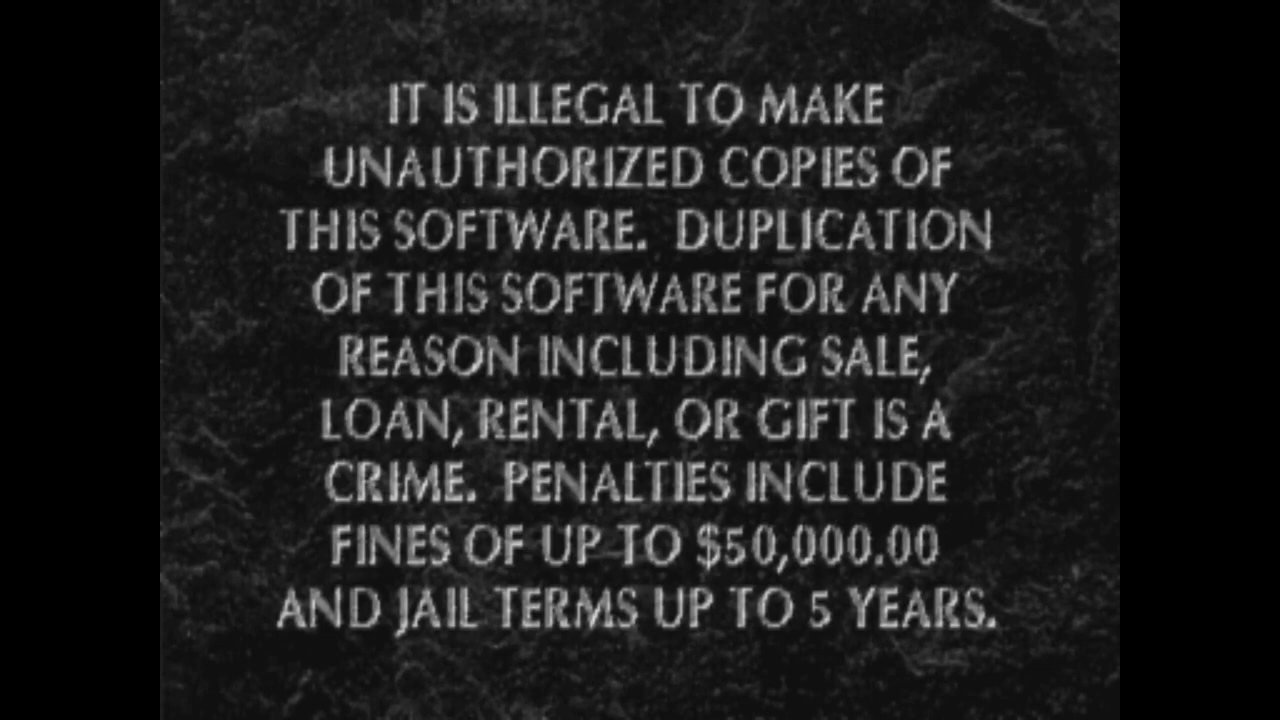 IT IS ILLEGAL TO MAKE
UNAUTHORIZED COPIES OF
THIS SOFTWARE.  DUPLICATION
OF THIS SOFTWARE FOR ANY
REASON INCLUDING SALE,
LOAN, RENTAL, OR GIFT IS A
CRIME.  PENALTIES INCLUDE
FINES OF UP TO $50,000.00
AND JAIL TERMS UP TO 5 YEARS.